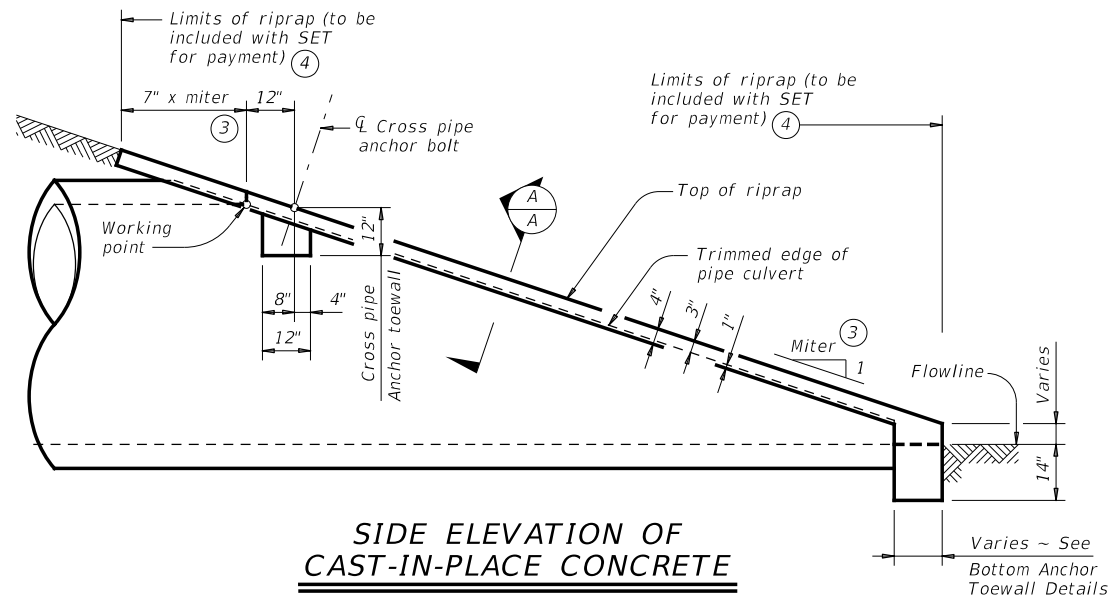 Limits of riprap (to be
included with SET
for payment) 4
7" x miter
12"
3
℄ Cross pipe
anchor bolt
Limits of riprap (to be
included with SET
for payment) 4
A
A
Top of riprap
Working
point
12"
Trimmed edge of
pipe culvert
8"
4"
12"
Cross pipe
Anchor toewall
4"
3"
1"
Miter 3
1
Flowline
Varies
14"
SIDE ELEVATION OF
CAST-IN-PLACE CONCRETE
Varies ~ See
Bottom Anchor
Toewall Details